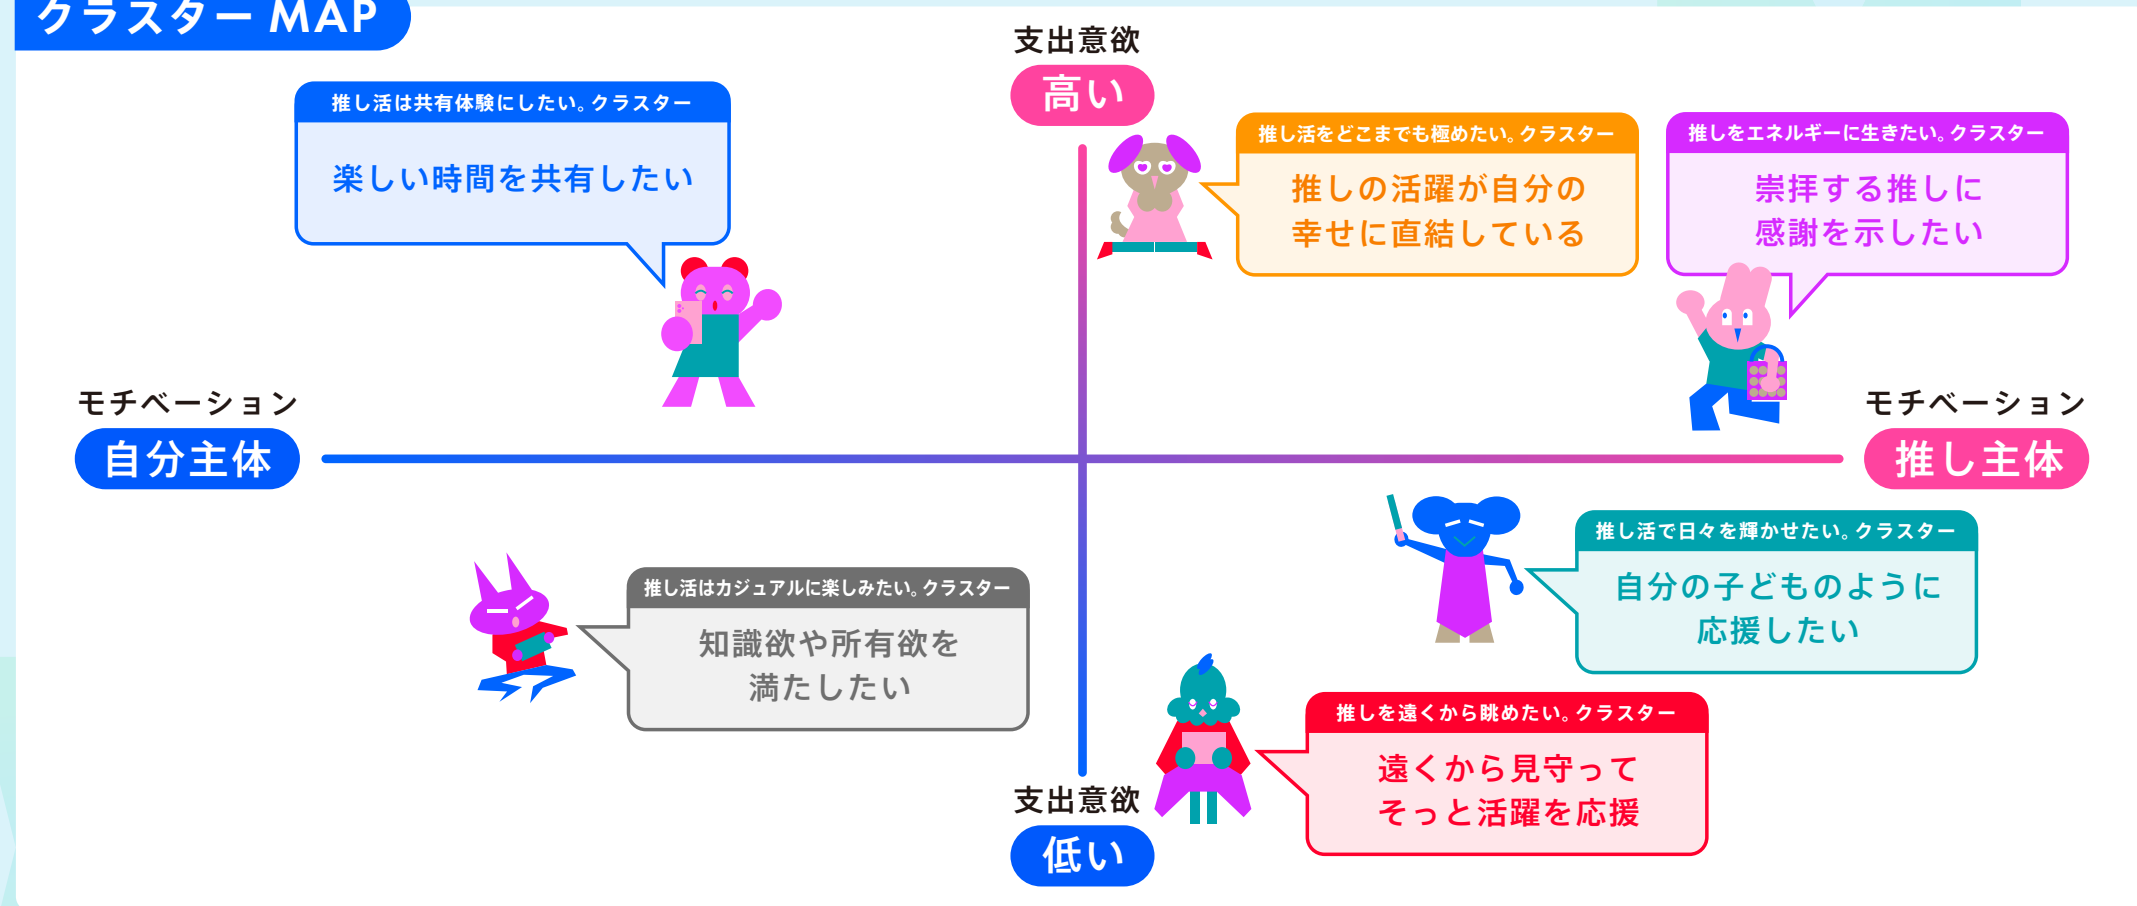 クラスターMAP
支出意欲
高い
推し活は共有体験にしたい。クラスター
楽しい時間を共有したい
推し活をどこまでも極めたい。クラスター
推しの活躍が自分の
幸せに直結している
推しをエネルギーに生きたい。クラスター
崇拝する推しに
感謝を示したい
モチベーション
自分主体
モチベーション
推し主体
推し活はカジュアルに楽しみたい。クラスター
知識欲や所有欲を
満たしたい
推し活で日々を輝かせたい。クラスター
自分の子どものように
応援したい
推しを遠くから眺めたい。クラスター
遠くから見守って
そっと活躍を応援
支出意欲
低い